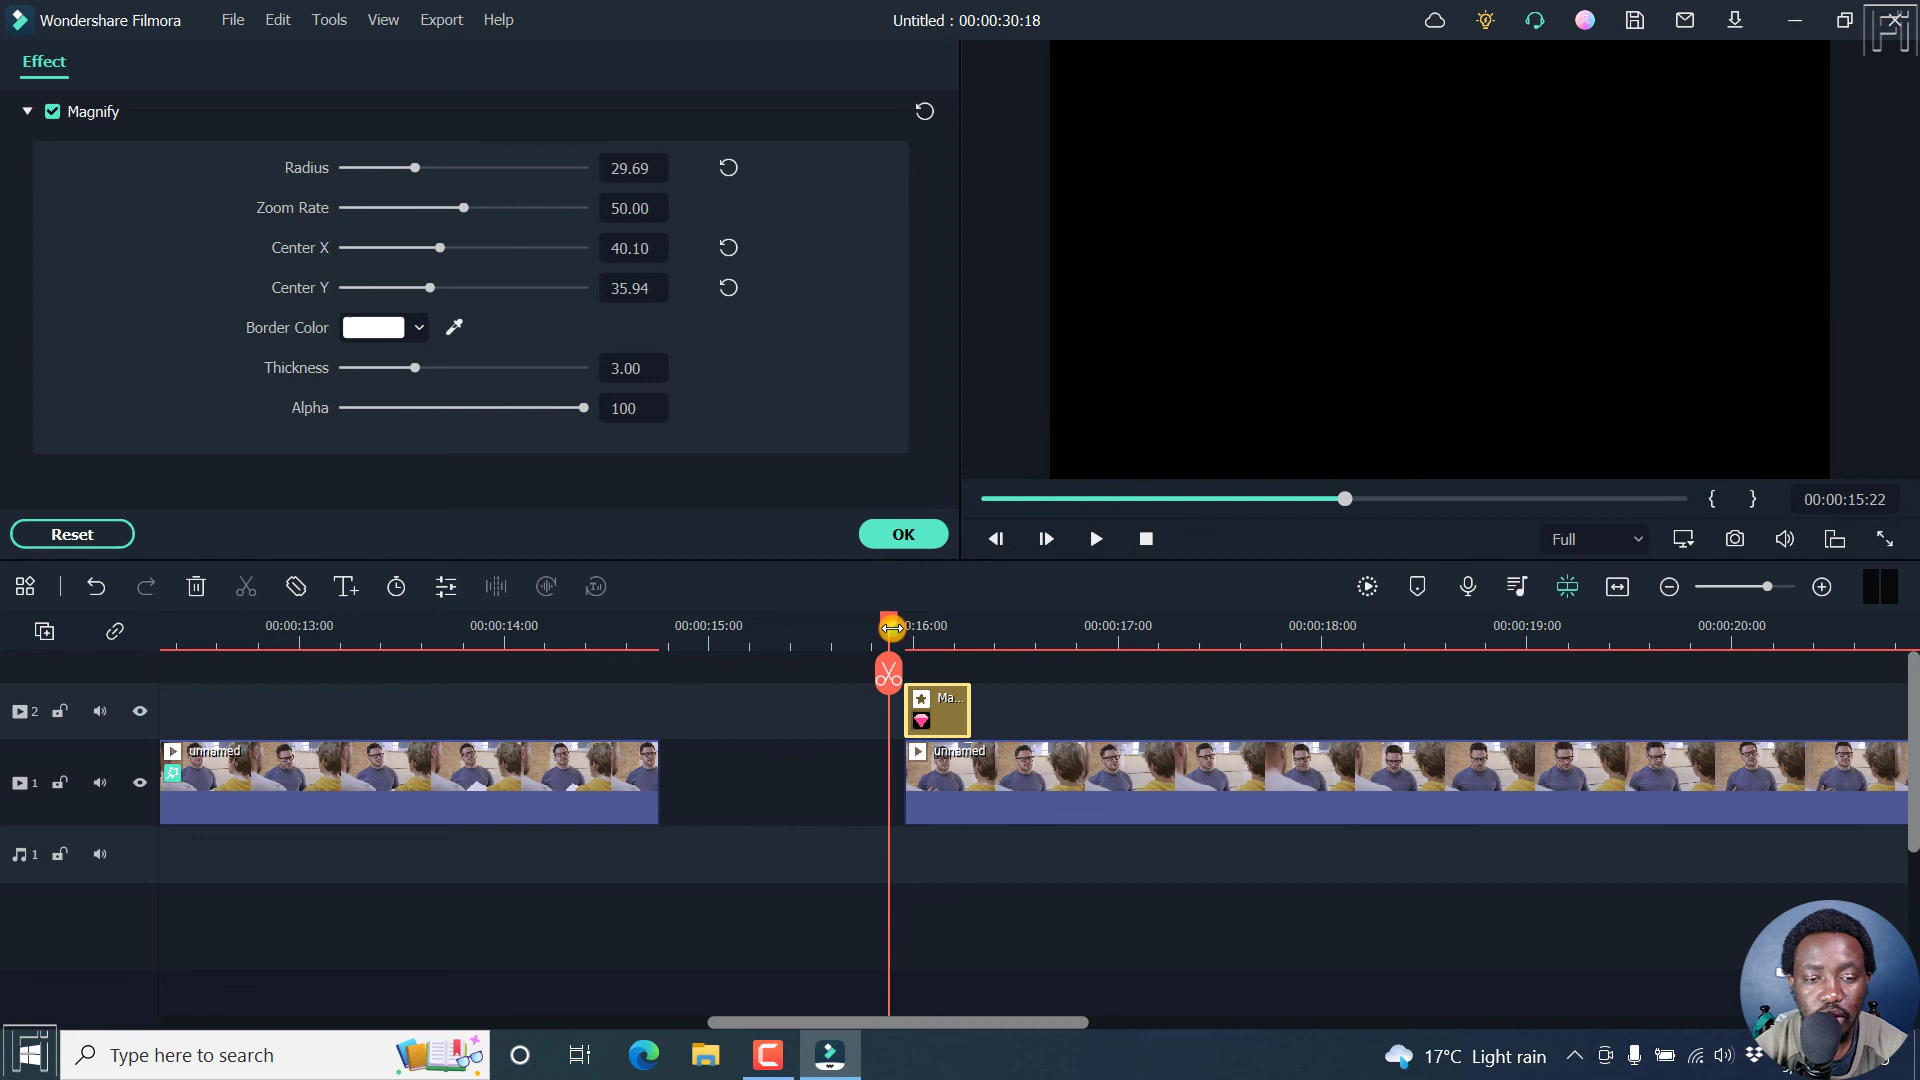 Wondershare Filmora File Edit Tools View Export Help Untitled : 00:00:30:18
Effect
Magnify
Radius 29.69
Zoom Rate 50.00
Center X 40.10
Center Y 35.94
Border Color
Thickness 3.00
Alpha 100
{ } 00:00:15:22
Reset OK
Full
00:00:13:00 00:00:14:00 00:00:15:00 0:16:00 00:00:17:00 00:00:18:00 00:00:19:00 00:00:20:00
2 Ma...
unnamed unnamed
1
1
Type here to search 17°C Light rain